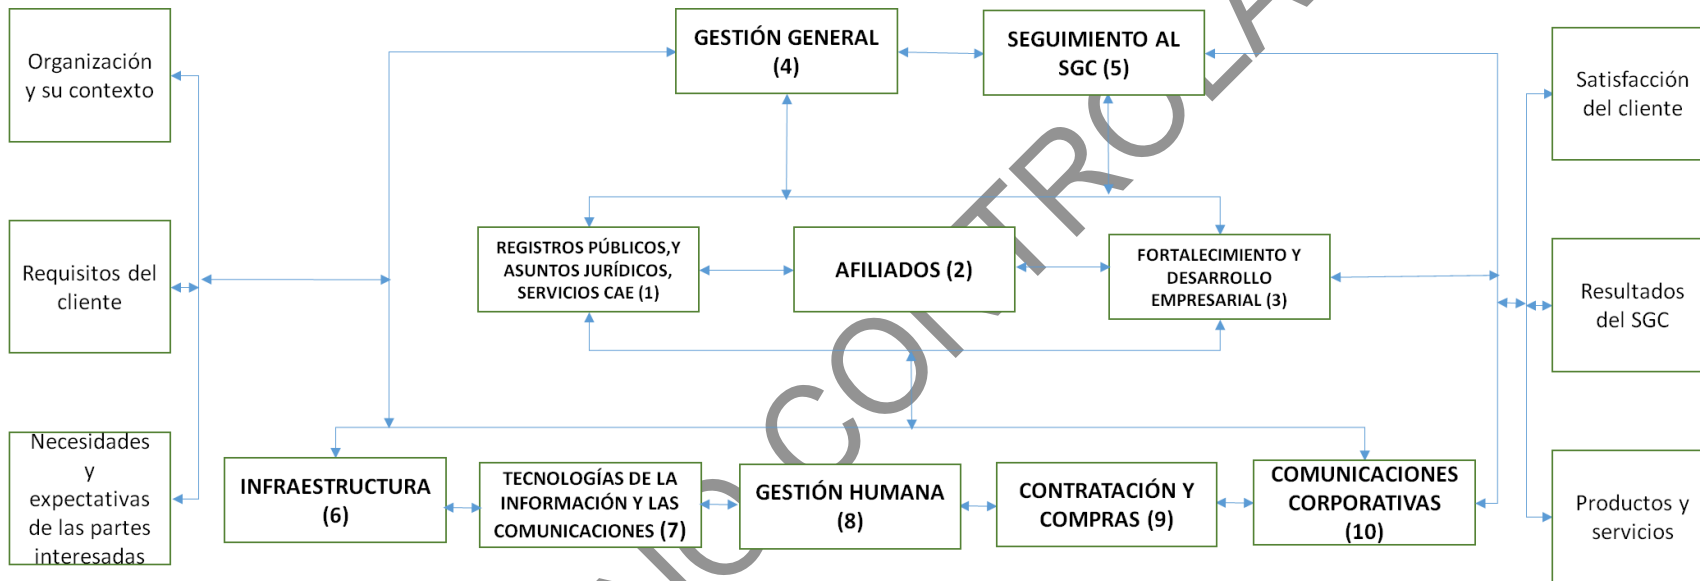 Organización
y su contexto
Requisitos del
cliente
Necesidades
y
expectativas
de las partes
interesadas
GESTIÓN GENERAL
(4)
SEGUIMIENTO AL
SGC (5)
REGISTROS PÚBLICOS,Y
ASUNTOS JURÍDICOS,
SERVICIOS CAE (1)
AFILIADOS (2)
FORTALECIMIENTO Y
DESARROLLO
EMPRESARIAL (3)
INFRAESTRUCTURA
(6)
TECNOLOGÍAS DE LA
INFORMACIÓN Y LAS
COMUNICACIONES (7)
GESTIÓN HUMANA
(8)
CONTRATACIÓN Y
COMPRAS (9)
COMUNICACIONES
CORPORATIVAS
(10)
Satisfacción
del cliente
Resultados
del SGC
Productos y
servicios
NO CONTROLA